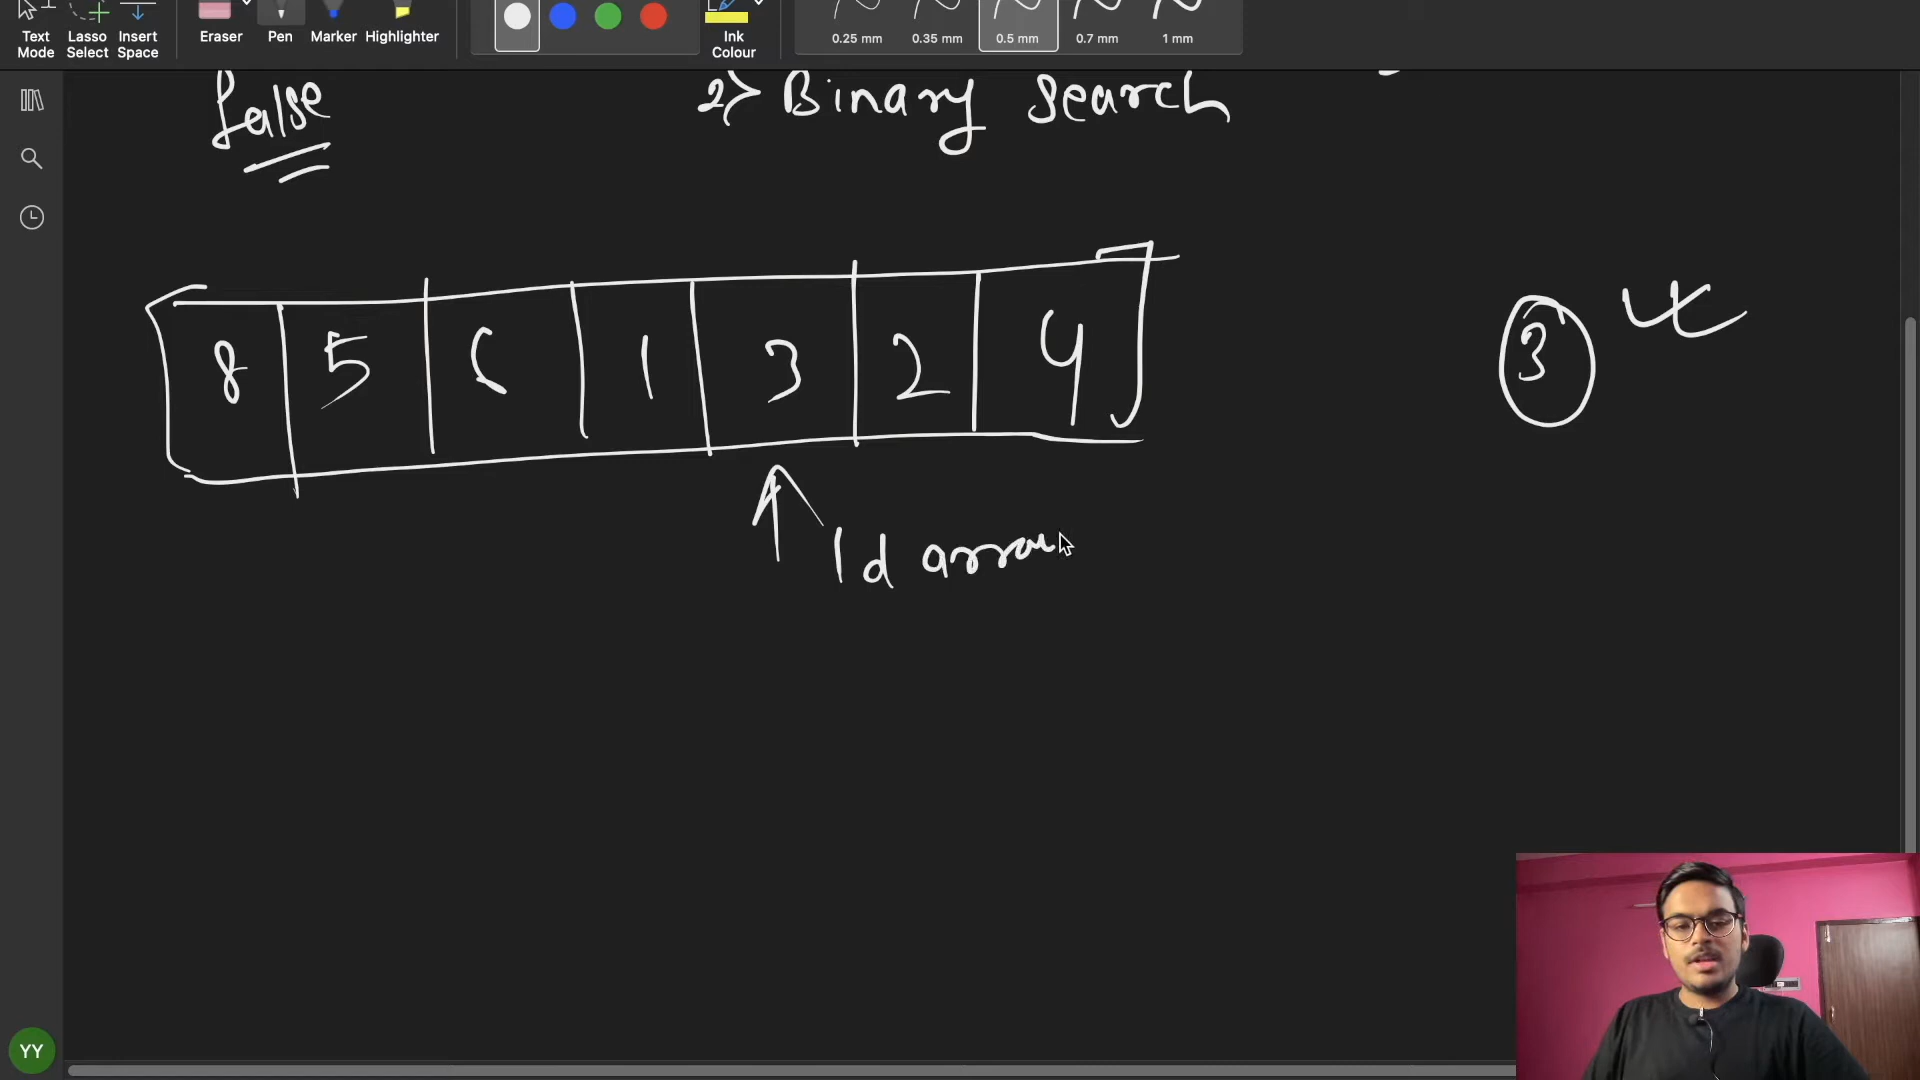 Text Mode
Lasso Select
Insert Space
Eraser
Pen
Marker
Highlighter
Ink Colour
0.25 mm
0.35 mm
0.5 mm
0.7 mm
1 mm
false
2> Binary Search
8 5 6 1 3 2 4
3
1d arra
YY